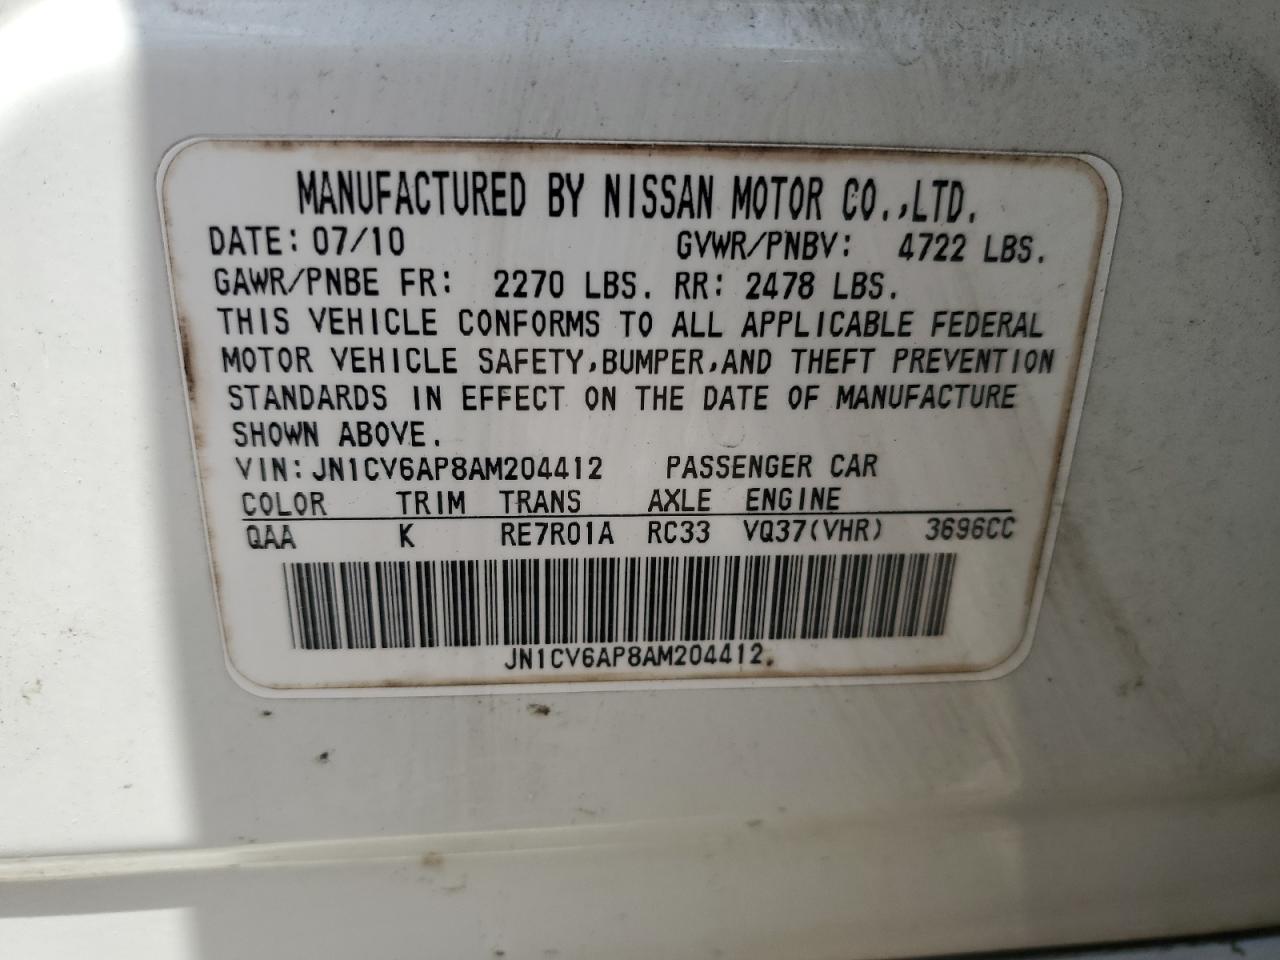 MANUFACTURED BY NISSAN MOTOR CO.,LTD.
DATE: 07/10 GVWR/PNBV: 4722 LBS.
GAWR/PNBE FR: 2270 LBS. RR: 2478 LBS.
THIS VEHICLE CONFORMS TO ALL APPLICABLE FEDERAL
MOTOR VEHICLE SAFETY,BUMPER,AND THEFT PREVENTION
STANDARDS IN EFFECT ON THE DATE OF MANUFACTURE
SHOWN ABOVE.
VIN: JN1CV6AP8AM204412 PASSENGER CAR
COLOR TRIM TRANS AXLE ENGINE
QAA K RE7R01A RC33 VQ37(VHR) 3696CC
JN1CV6AP8AM204412.